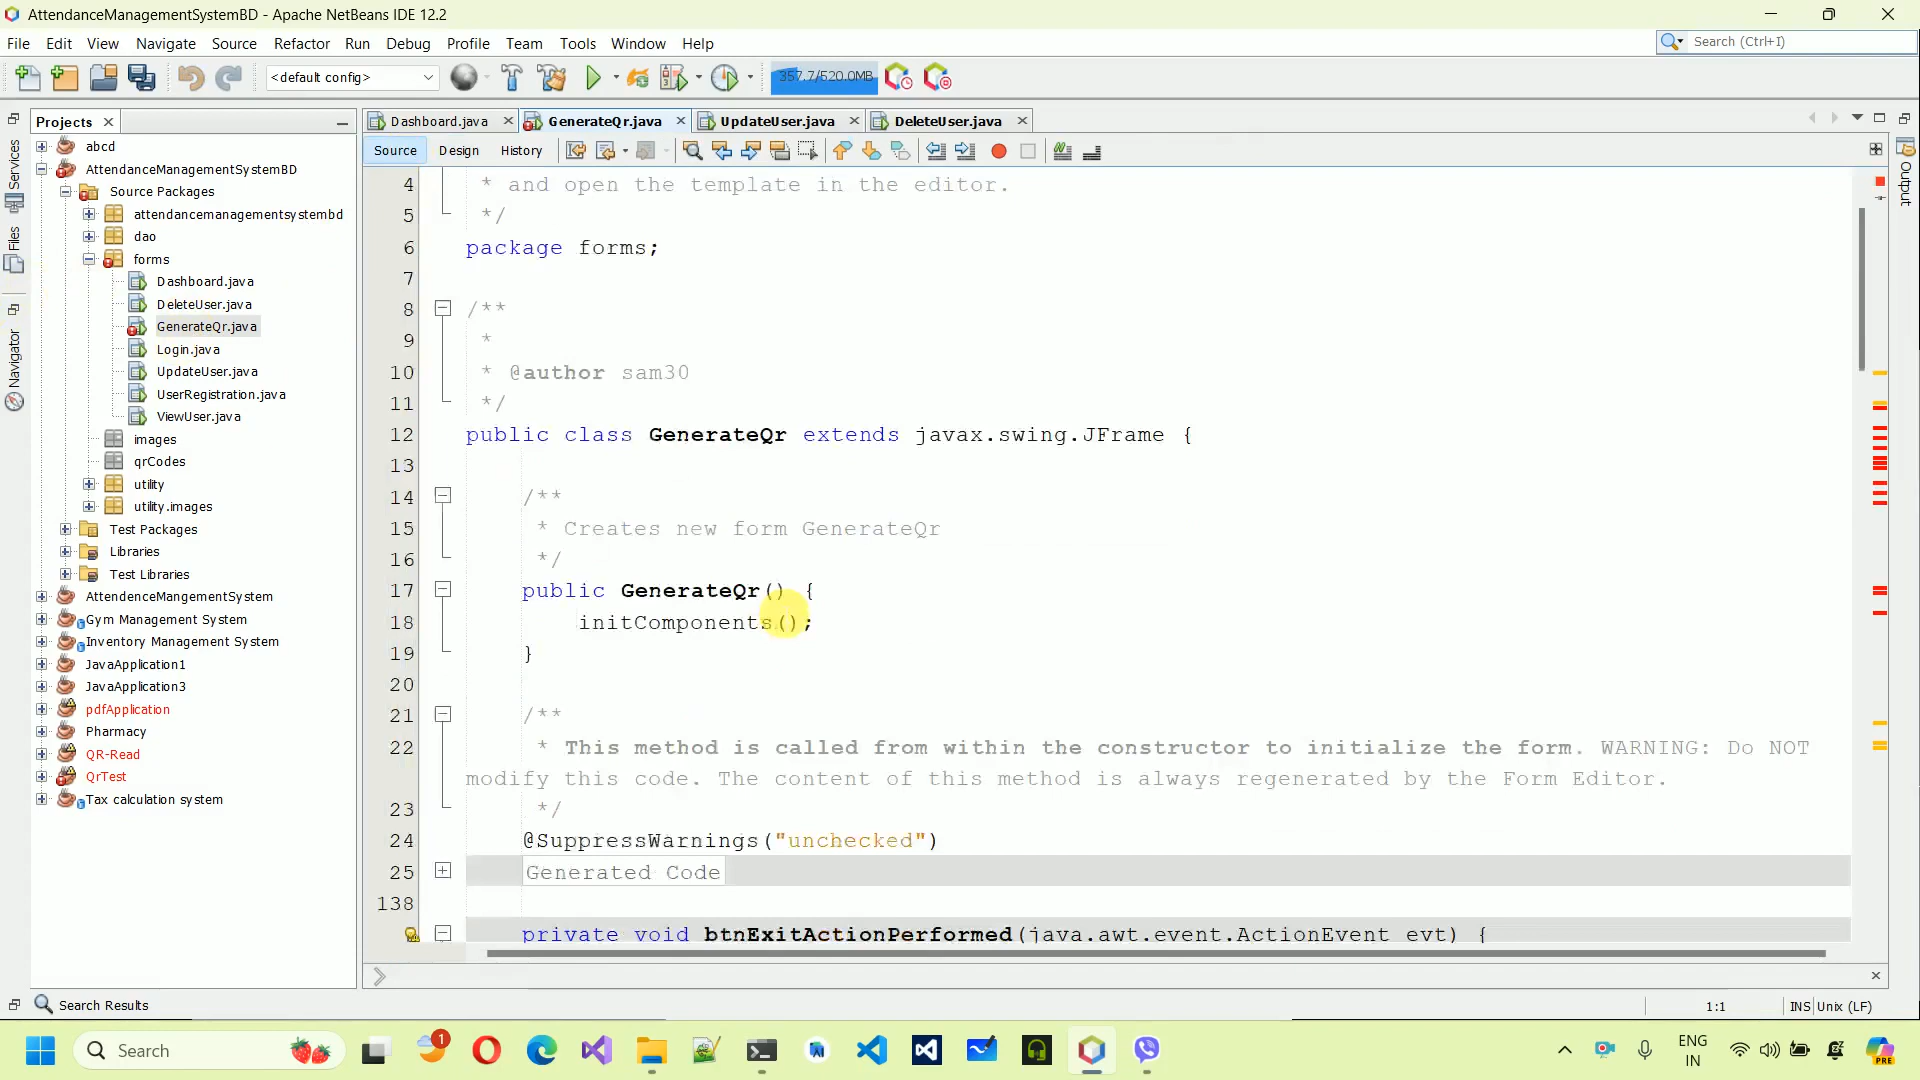 AttendanceManagementSystemBD - Apache NetBeans IDE 12.2
File Edit View Navigate Source Refactor Run Debug Profile Team Tools Window Help
Search (Ctrl+I)
<default config>
357.7/520.0MB
Projects
Dashboard.java
GenerateQr.java
UpdateUser.java
DeleteUser.java
Source
Design
History
Services
Files
Navigator
Output
abcd
AttendanceManagementSystemBD
Source Packages
attendancemanagementsystembd
dao
forms
Dashboard.java
DeleteUser.java
GenerateQr.java
Login.java
UpdateUser.java
UserRegistration.java
ViewUser.java
images
qrCodes
utility
utility.images
Test Packages
Libraries
Test Libraries
AttendenceMangementSystem
Gym Management System
Inventory Management System
JavaApplication1
JavaApplication3
pdfApplication
Pharmacy
QR-Read
QrTest
Tax calculation system
4 * and open the template in the editor.
5 */
6 package forms;
7
8 /**
9 *
10 * @author sam30
11 */
12 public class GenerateQr extends javax.swing.JFrame {
13
14 /**
15 * Creates new form GenerateQr
16 */
17 public GenerateQr() {
18 initComponents();
19 }
20
21 /**
22 * This method is called from within the constructor to initialize the form. WARNING: Do NOT
modify this code. The content of this method is always regenerated by the Form Editor.
23 */
24 @SuppressWarnings("unchecked")
25 Generated Code
138
private void btnExitActionPerformed(java.awt.event.ActionEvent evt) {
Search Results
1:1
INS
Unix (LF)
Search
1
ENG
IN
PRE